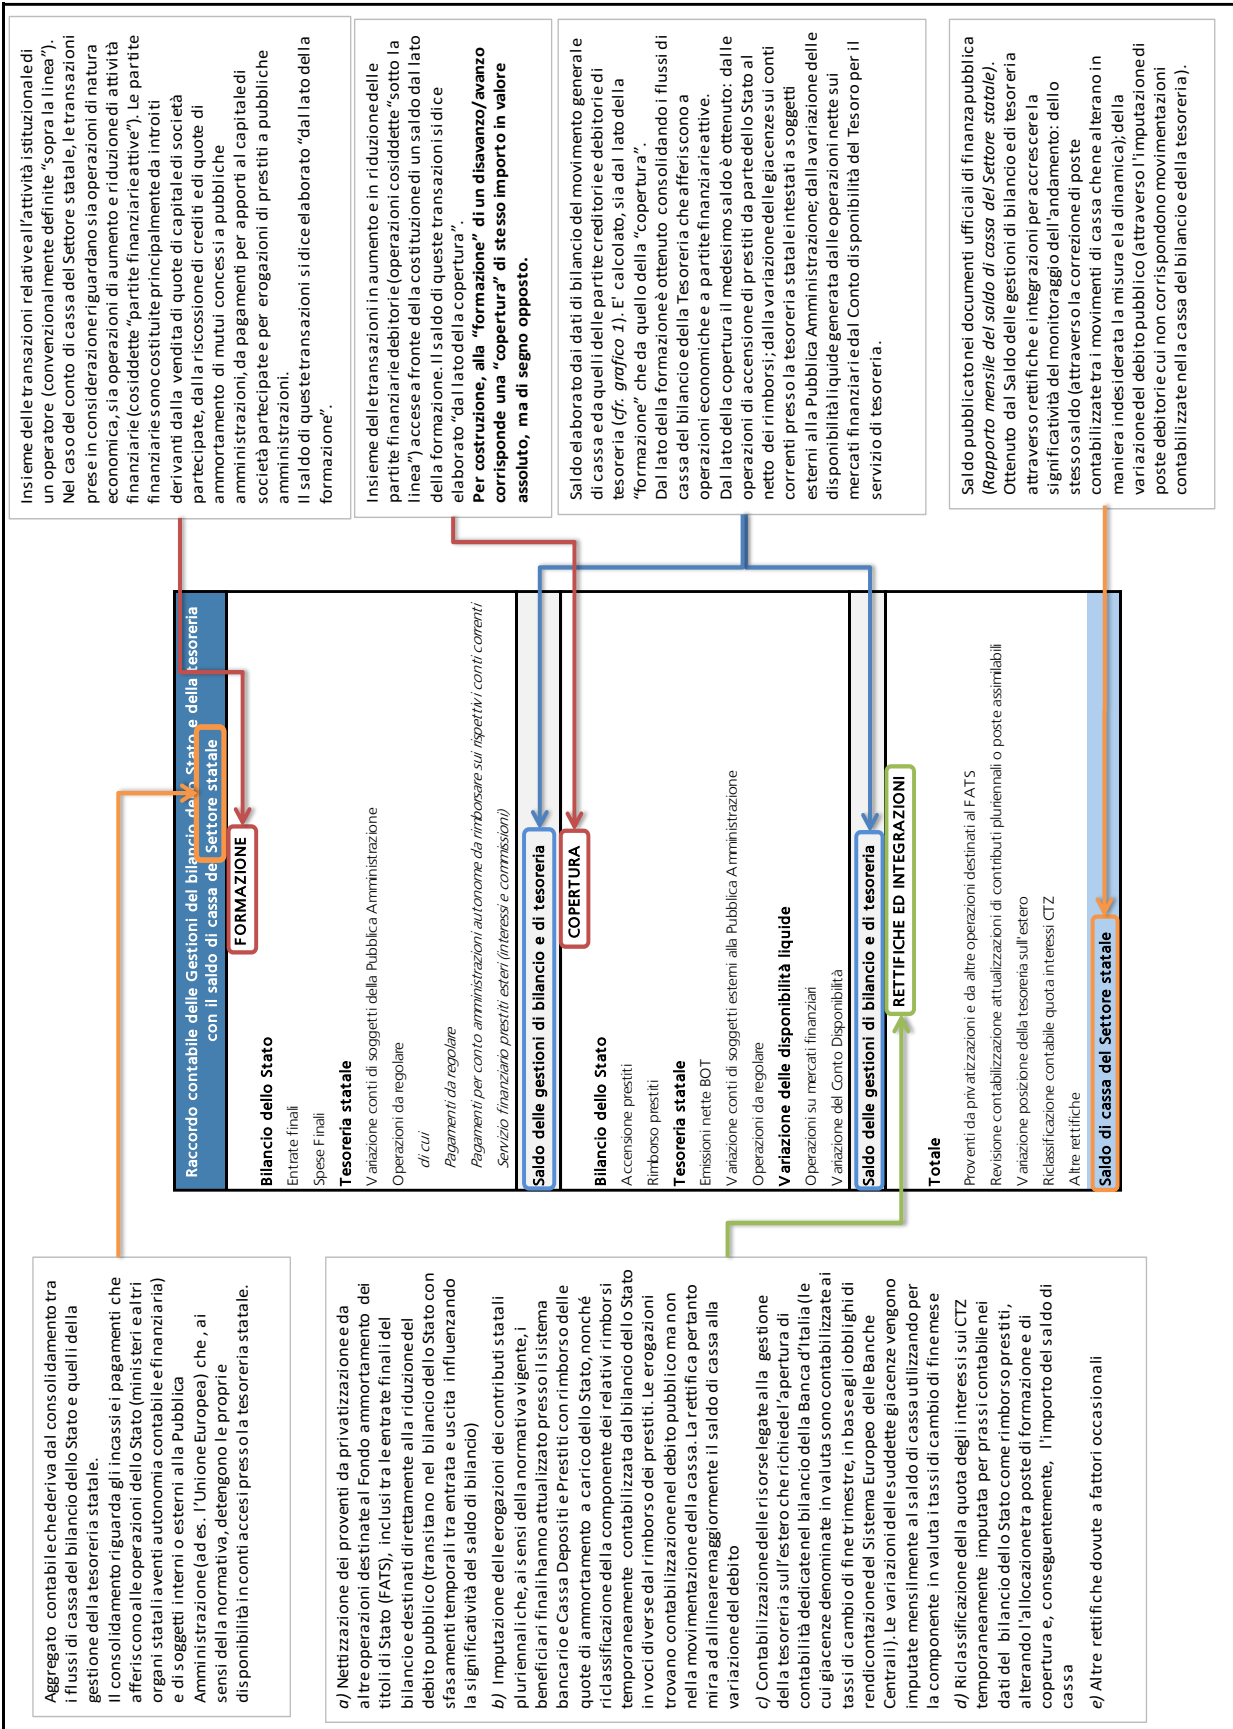 Aggregato contabile che deriva dal consolidamento tra
i flussi di cassa del bilancio dello Stato e quelli della
gestione della tesoreria statale.
Il consolidamento riguarda gli incassi e i pagamenti che
afferiscono alle operazioni dello Stato (ministeri e altri
organi statali aventi autonomia contabile e finanziaria)
e di soggetti interni o esterni alla Pubblica
Amministrazione (ad es. l'Unione Europea) che , ai
sensi della normativa, detengono le proprie
disponibilità in conti accesi presso la tesoreria statale.
a) Nettizzazione dei proventi da privatizzazione e da
altre operazioni destinate al Fondo ammortamento dei
titoli di Stato (FATS), inclusi tra le entrate finali del
bilancio e destinati direttamente alla riduzione del
debito pubblico (transitano nel bilancio dello Stato con
sfasamenti temporali tra entrata e uscita influenzando
la significatività del saldo di bilancio)
b) Imputazione delle erogazioni dei contributi statali
pluriennali che, ai sensi della normativa vigente, i
beneficiari finali hanno attualizzato presso il sistema
bancario e Cassa Depositi e Prestiti con rimborso delle
quote di ammortamento a carico dello Stato, nonché
riclassificazione della componente dei relativi rimborsi
temporaneamente contabilizzata dal bilancio dello Stato
in voci diverse dal rimborso dei prestiti. Le erogazioni
trovano contabilizzazione nel debito pubblico ma non
nella movimentazione della cassa. La rettifica pertanto
mira ad allineare maggiormente il saldo di cassa alla
variazione del debito
c) Contabilizzazione delle risorse legate alla gestione
della tesoreria sull'estero che richiede l'apertura di
contabilità dedicate nel bilancio della Banca d'Italia (le
cui giacenze denominate in valuta sono contabilizzate ai
tassi di cambio di fine trimestre, in base agli obblighi di
rendicontazione del Sistema Europeo delle Banche
Centrali). Le variazioni delle suddette giacenze vengono
imputate mensilmente al saldo di cassa utilizzando per
la componente in valuta i tassi di cambio di fine mese
d) Riclassificazione della quota degli interessi sui CTZ
temporaneamente imputata per prassi contabile nei
dati del bilancio dello Stato come rimborso prestiti,
alterando l'allocazione tra poste di formazione e di
copertura e, conseguentemente, l'importo del saldo di
cassa
e) Altre rettifiche dovute a fattori occasionali
Raccordo contabile delle Gestioni del bilancio dello Stato e della tesoreria
con il saldo di cassa del Settore statale
FORMAZIONE
Bilancio dello Stato
Entrate finali
Spese Finali
Tesoreria statale
Variazione conti di soggetti della Pubblica Amministrazione
Operazioni da regolare
di cui
Pagamenti da regolare
Pagamenti per conto amministrazioni autonome da rimborsare sui rispettivi conti correnti
Servizio finanziario prestiti esteri (interessi e commissioni)
Saldo delle gestioni di bilancio e di tesoreria
COPERTURA
Bilancio dello Stato
Accensione prestiti
Rimborso prestiti
Tesoreria statale
Emissioni nette BOT
Variazione conti di soggetti esterni alla Pubblica Amministrazione
Operazioni da regolare
Variazione delle disponibilità liquide
Operazioni su mercati finanziari
Variazione del Conto Disponibilità
Saldo delle gestioni di bilancio e di tesoreria
RETTIFICHE ED INTEGRAZIONI
Totale
Proventi da privatizzazioni e da altre operazioni destinati al FATS
Revisione contabilizzazione attualizzazioni di contributi pluriennali o poste assimilabili
Variazione posizione della tesoreria sull'estero
Riclassificazione contabile quota interessi CTZ
Altre rettifiche
Saldo di cassa del Settore statale
Insieme delle transazioni relative all'attività istituzionale di
un operatore (convenzionalmente definite "sopra la linea").
Nel caso del conto di cassa del Settore statale, le transazioni
prese in considerazione riguardano sia operazioni di natura
economica, sia operazioni di aumento e riduzione di attività
finanziarie (cosiddette "partite finanziarie attive"). Le partite
finanziarie sono costituite principalmente da introiti
derivanti dalla vendita di quote di capitale di società
partecipate, dalla riscossione di crediti e di quote di
ammortamento di mutui concessi a pubbliche
amministrazioni, da pagamenti per apporti al capitale di
società partecipate e per erogazioni di prestiti a pubbliche
amministrazioni.
Il saldo di queste transazioni si dice elaborato "dal lato della
formazione".
Insieme delle transazioni in aumento e in riduzione delle
partite finanziarie debitorie (operazioni cosiddette "sotto la
linea") accese a fronte della costituzione di un saldo dal lato
della formazione. Il saldo di queste transazioni si dice
elaborato "dal lato della copertura".
Per costruzione, alla "formazione" di un disavanzo/avanzo
corrisponde una "copertura" di stesso importo in valore
assoluto, ma di segno opposto.
Saldo elaborato dai dati di bilancio del movimento generale
di cassa e da quelli delle partite creditorie e debitorie di
tesoreria (cfr. grafico 1). E' calcolato, sia dal lato della
"formazione" che da quello della "copertura".
Dal lato della formazione è ottenuto consolidando i flussi di
cassa del bilancio e della Tesoreria che afferiscono a
operazioni economiche e a partite finanziarie attive.
Dal lato della copertura il medesimo saldo è ottenuto: dalle
operazioni di accensione di prestiti da parte dello Stato al
netto dei rimborsi; dalla variazione delle giacenze sui conti
correnti presso la tesoreria statale intestati a soggetti
esterni alla Pubblica Amministrazione; dalla variazione delle
disponibilità liquide generata dalle operazioni nette sui
mercati finanziari e dal Conto disponibilità del Tesoro per il
servizio di tesoreria.
Saldo pubblicato nei documenti ufficiali di finanza pubblica
(Rapporto mensile del saldo di cassa del Settore statale).
Ottenuto dal Saldo delle gestioni di bilancio e di tesoreria
attraverso rettifiche e integrazioni per accrescere la
significatività del monitoraggio dell'andamento: dello
stesso saldo (attraverso la correzione di poste
contabilizzate tra i movimenti di cassa che ne alterano in
maniera indesiderata la misura e la dinamica); della
variazione del debito pubblico (attraverso l'imputazione di
poste debitorie cui non corrispondono movimentazioni
contabilizzate nella cassa del bilancio e della tesoreria).